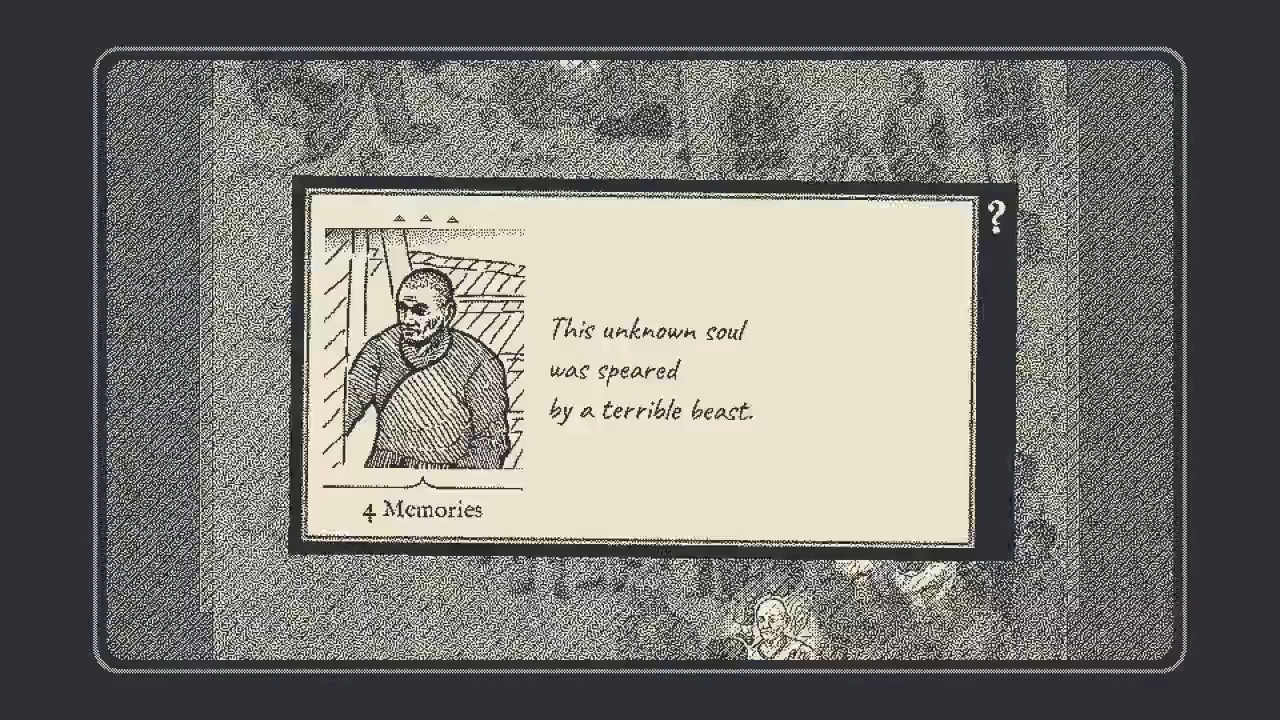 ?
This unknown soul
was speared
by a terrible beast.
4 Memories